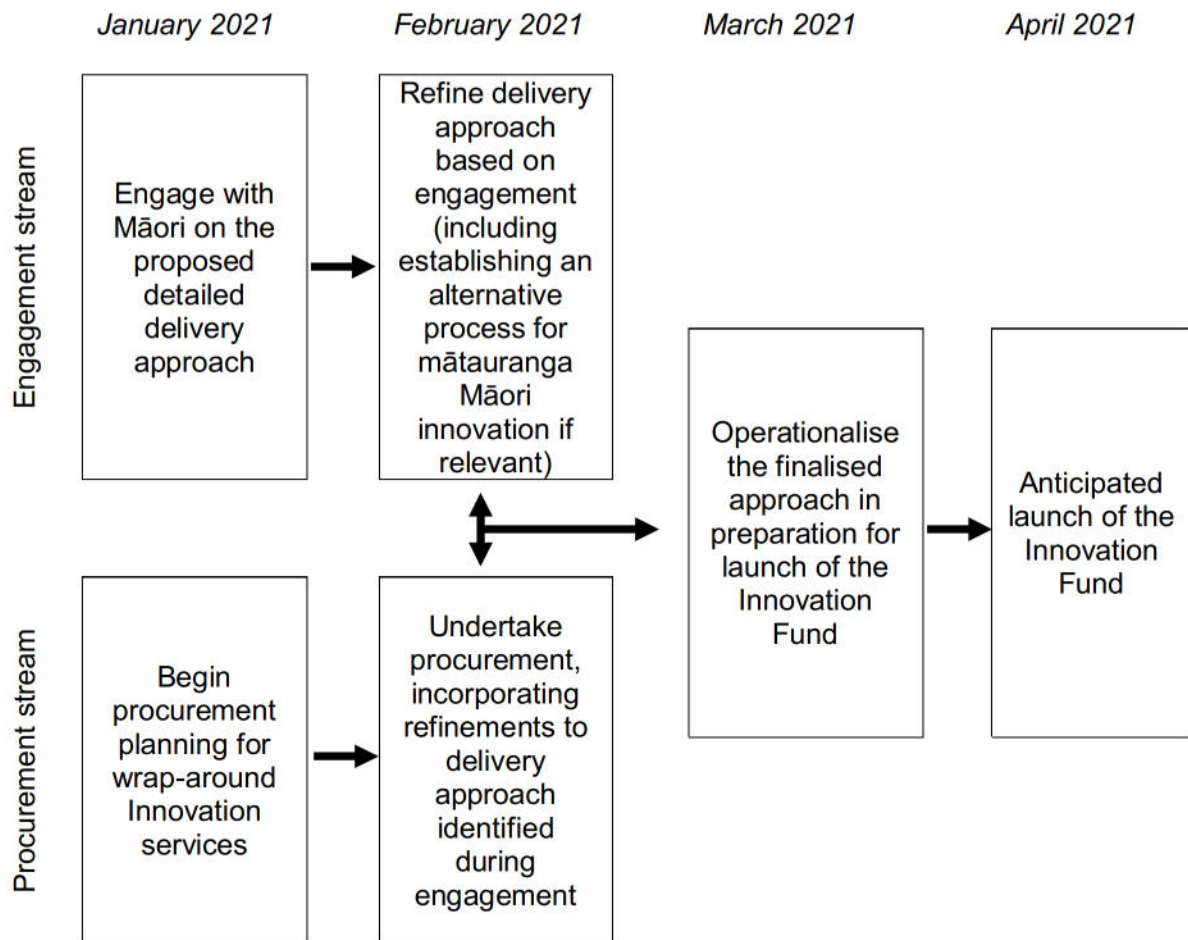 January 2021
February 2021
March 2021
April 2021
Engagement stream
Engage with
Māori on the
proposed
detailed
delivery
approach
Refine delivery
approach
based on
engagement
(including
establishing an
alternative
process for
mātauranga
Māori
innovation if
relevant)
Operationalise
the finalised
approach in
preparation for
launch of the
Innovation
Fund
Anticipated
launch of the
Innovation
Fund
Procurement stream
Begin
procurement
planning for
wrap-around
Innovation
services
Undertake
procurement,
incorporating
refinements to
delivery
approach
identified
during
engagement